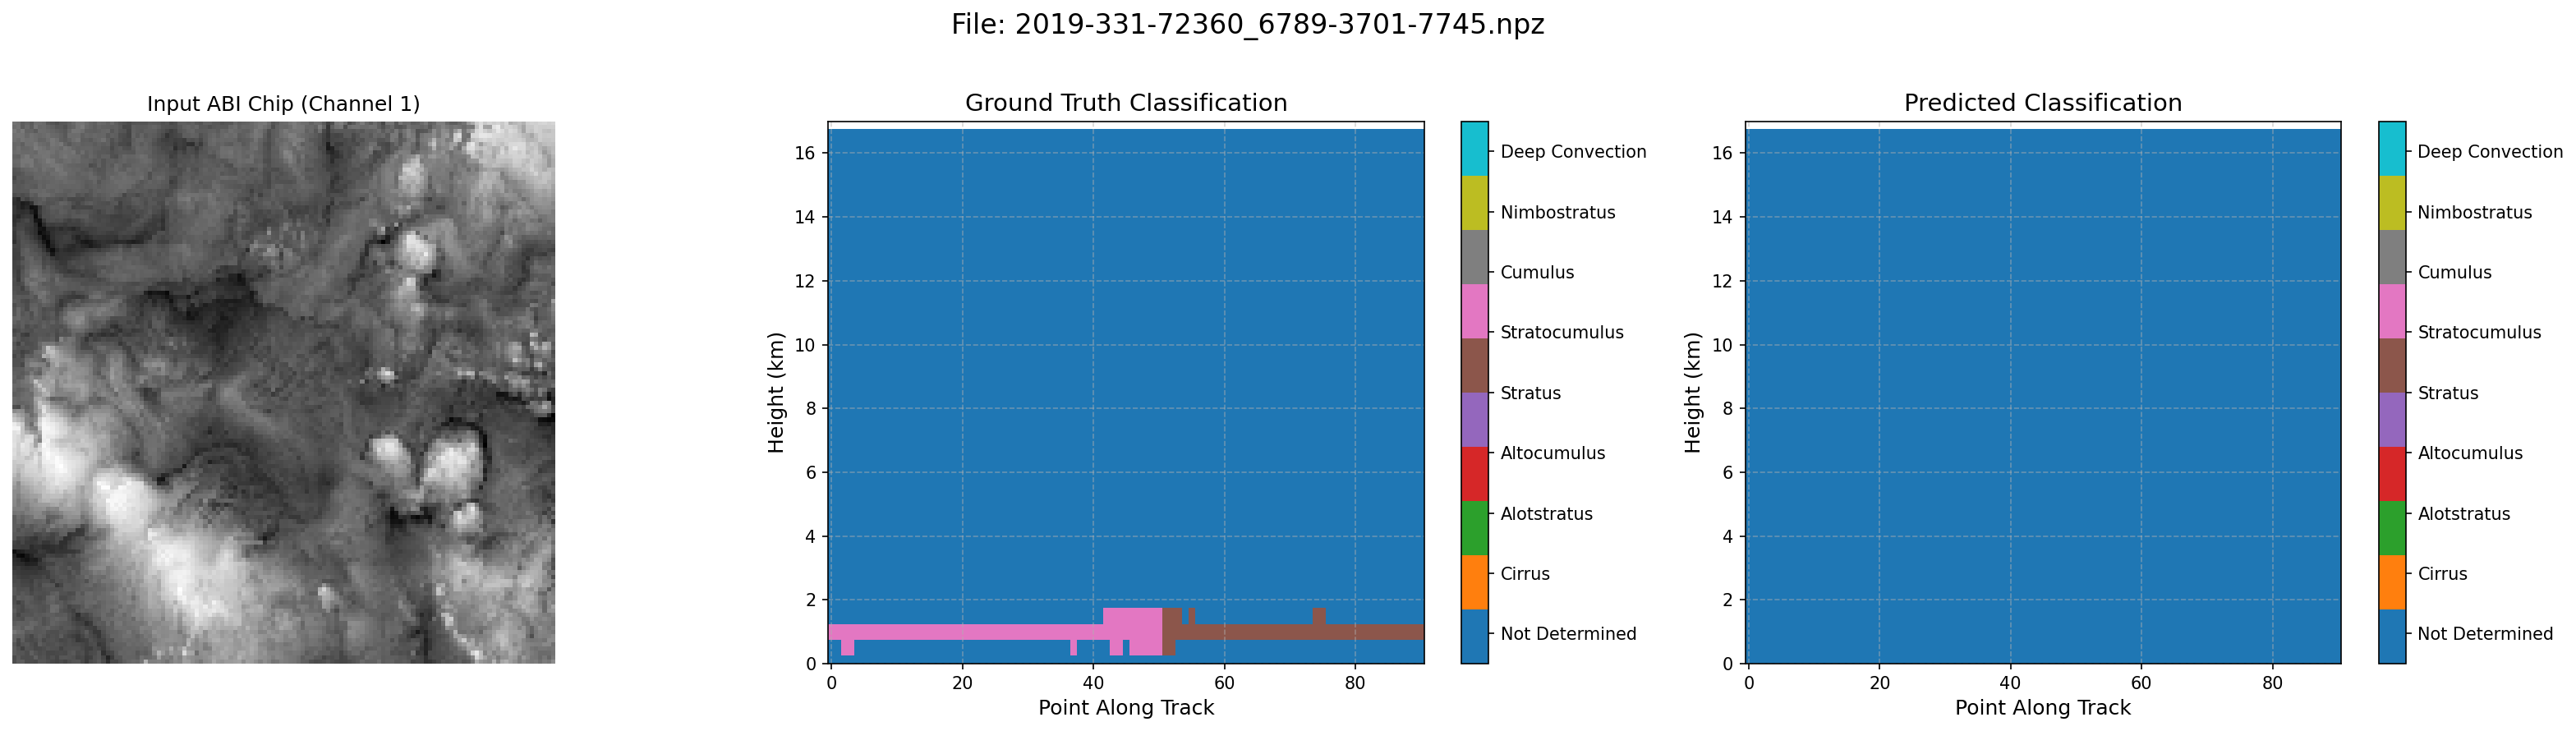 File: 2019-331-72360_6789-3701-7745.npz
Input ABI Chip (Channel 1)
Ground Truth Classification
Height (km)
16
14
12
10
8
6
4
2
0
0 20 40 60 80
Point Along Track
Deep Convection
Nimbostratus
Cumulus
Stratocumulus
Stratus
Altocumulus
Alotstratus
Cirrus
Not Determined
Predicted Classification
Height (km)
16
14
12
10
8
6
4
2
0
0 20 40 60 80
Point Along Track
Deep Convection
Nimbostratus
Cumulus
Stratocumulus
Stratus
Altocumulus
Alotstratus
Cirrus
Not Determined